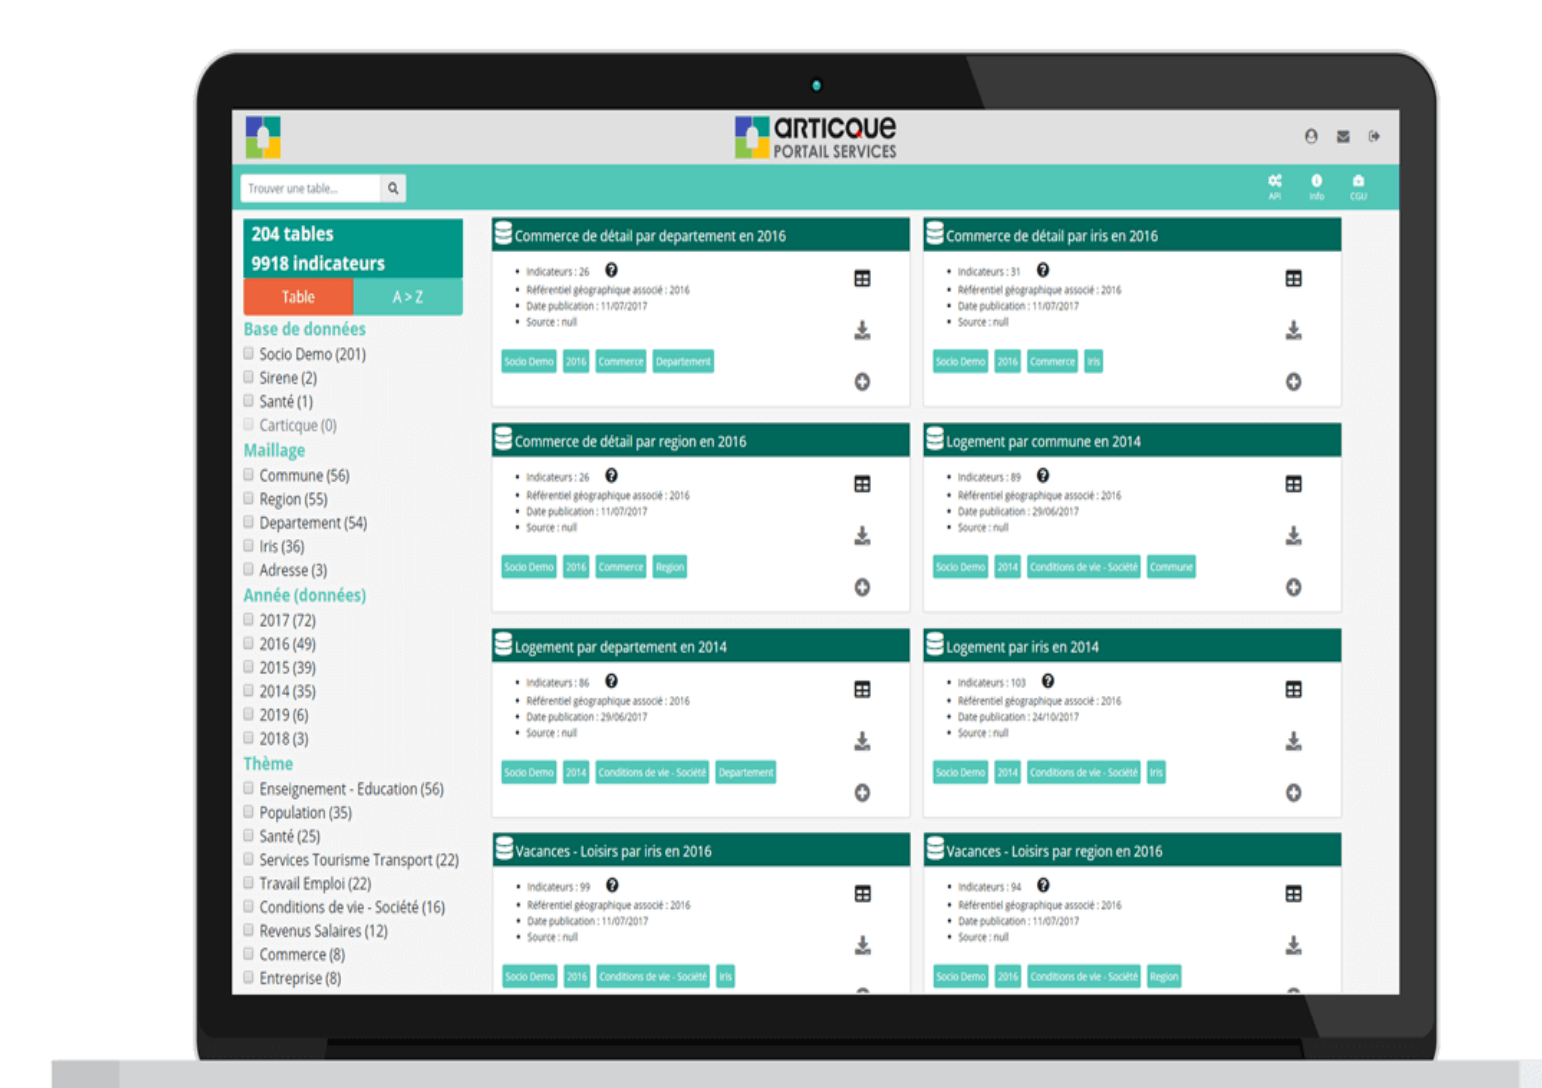 articque
PORTAIL SERVICES
Trouver une table...
API
Info
CGU
204 tables
9918 indicateurs
Table
A > Z
Base de données
Socio Demo (201)
Sirene (2)
Santé (1)
Carticque (0)
Maillage
Commune (56)
Region (55)
Departement (54)
Iris (36)
Adresse (3)
Année (données)
2017 (72)
2016 (49)
2015 (39)
2014 (35)
2019 (6)
2018 (3)
Thème
Enseignement - Education (56)
Population (35)
Santé (25)
Services Tourisme Transport (22)
Travail Emploi (22)
Conditions de vie - Société (16)
Revenus Salaires (12)
Commerce (8)
Entreprise (8)
Commerce de détail par departement en 2016
Indicateurs : 26
Référentiel géographique associé : 2016
Date publication : 11/07/2017
Source : null
Socio Demo 2016 Commerce Departement
Commerce de détail par iris en 2016
Indicateurs : 31
Référentiel géographique associé : 2016
Date publication : 11/07/2017
Source : null
Socio Demo 2016 Commerce Iris
Commerce de détail par region en 2016
Indicateurs : 26
Référentiel géographique associé : 2016
Date publication : 11/07/2017
Source : null
Socio Demo 2016 Commerce Region
Logement par commune en 2014
Indicateurs : 89
Référentiel géographique associé : 2016
Date publication : 29/06/2017
Source : null
Socio Demo 2014 Conditions de vie - Société Commune
Logement par departement en 2014
Indicateurs : 86
Référentiel géographique associé : 2016
Date publication : 29/06/2017
Source : null
Socio Demo 2014 Conditions de vie - Société Departement
Logement par iris en 2014
Indicateurs : 103
Référentiel géographique associé : 2016
Date publication : 24/10/2017
Source : null
Socio Demo 2014 Conditions de vie - Société Iris
Vacances - Loisirs par iris en 2016
Indicateurs : 99
Référentiel géographique associé : 2016
Date publication : 11/07/2017
Source : null
Socio Demo 2016 Conditions de vie - Société Iris
Vacances - Loisirs par region en 2016
Indicateurs : 94
Référentiel géographique associé : 2016
Date publication : 11/07/2017
Source : null
Socio Demo 2016 Conditions de vie - Société Region